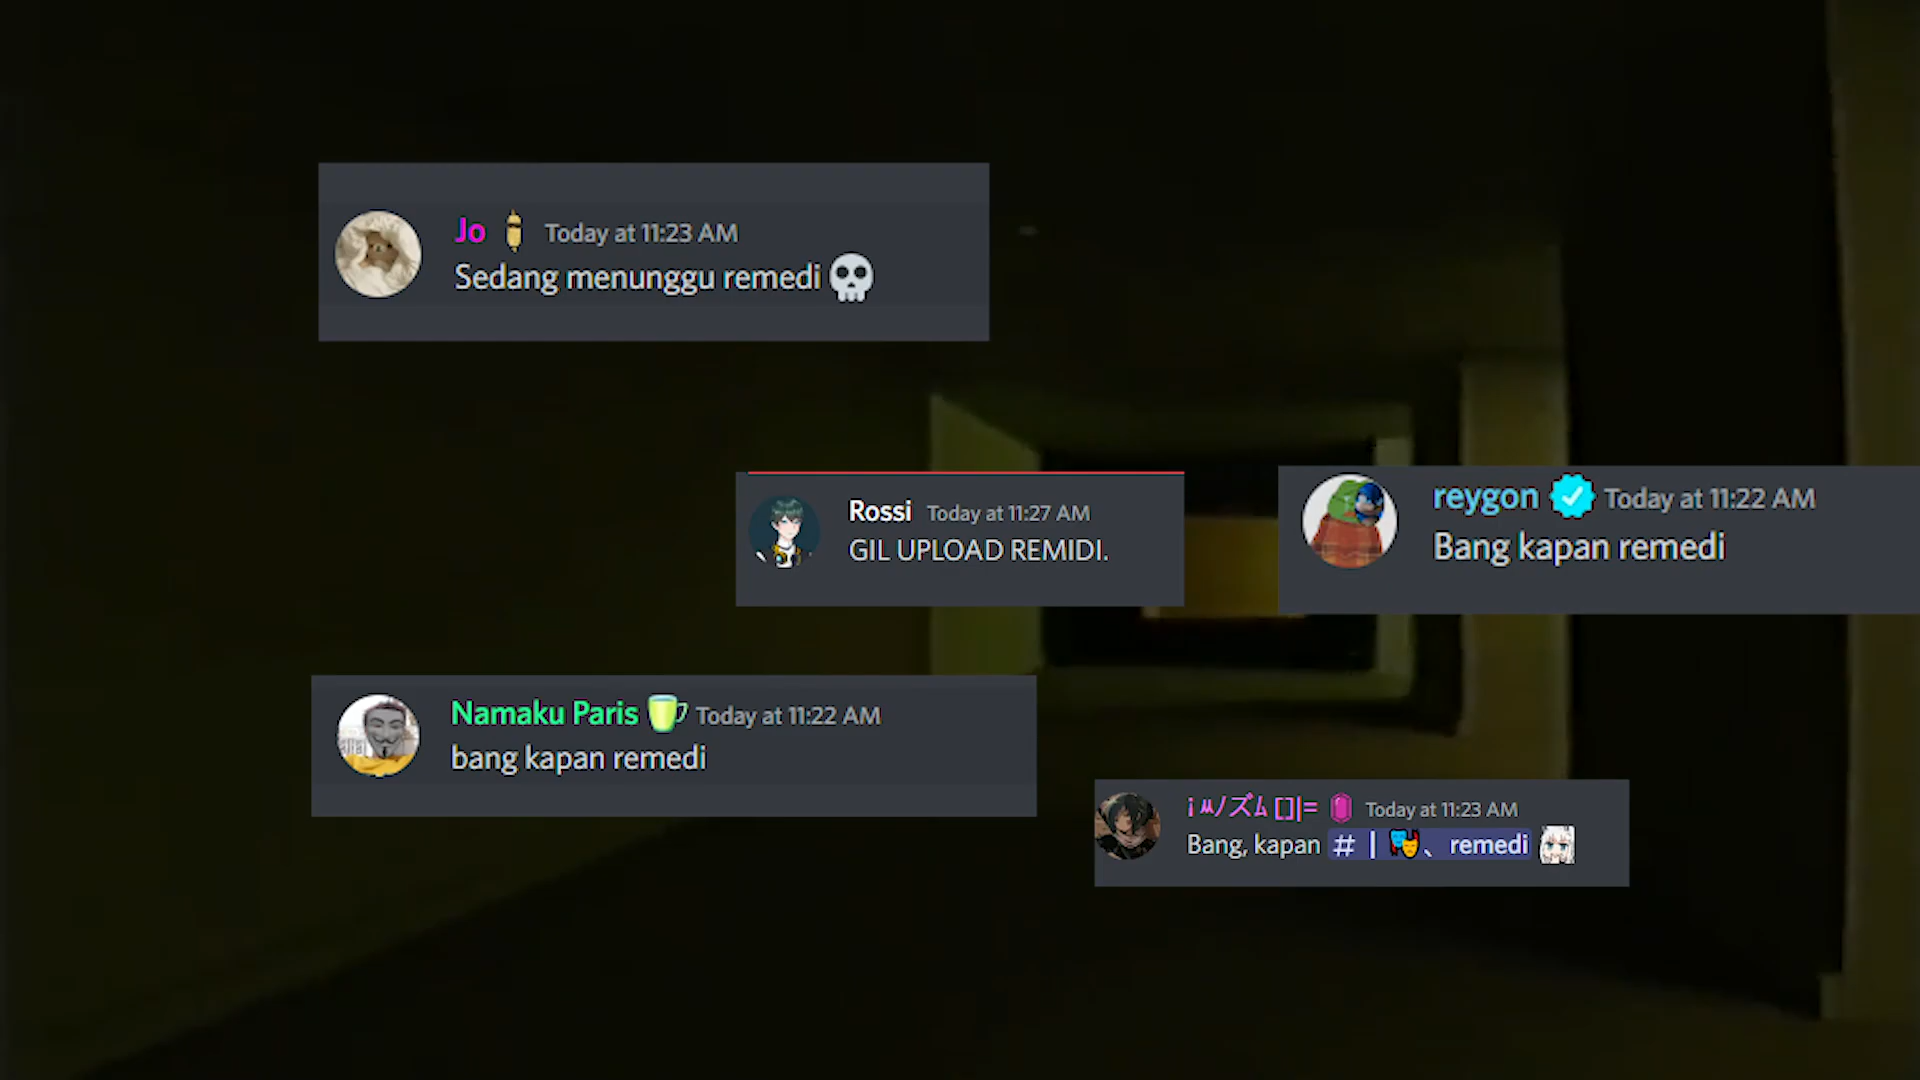 Jo Today at 11:23 AM
Sedang menunggu remedi
Rossi Today at 11:27 AM
GIL UPLOAD REMIDI.
reygon Today at 11:22 AM
Bang kapan remedi
Namaku Paris Today at 11:22 AM
bang kapan remedi
Today at 11:23 AM
Bang, kapan # | 、 remedi